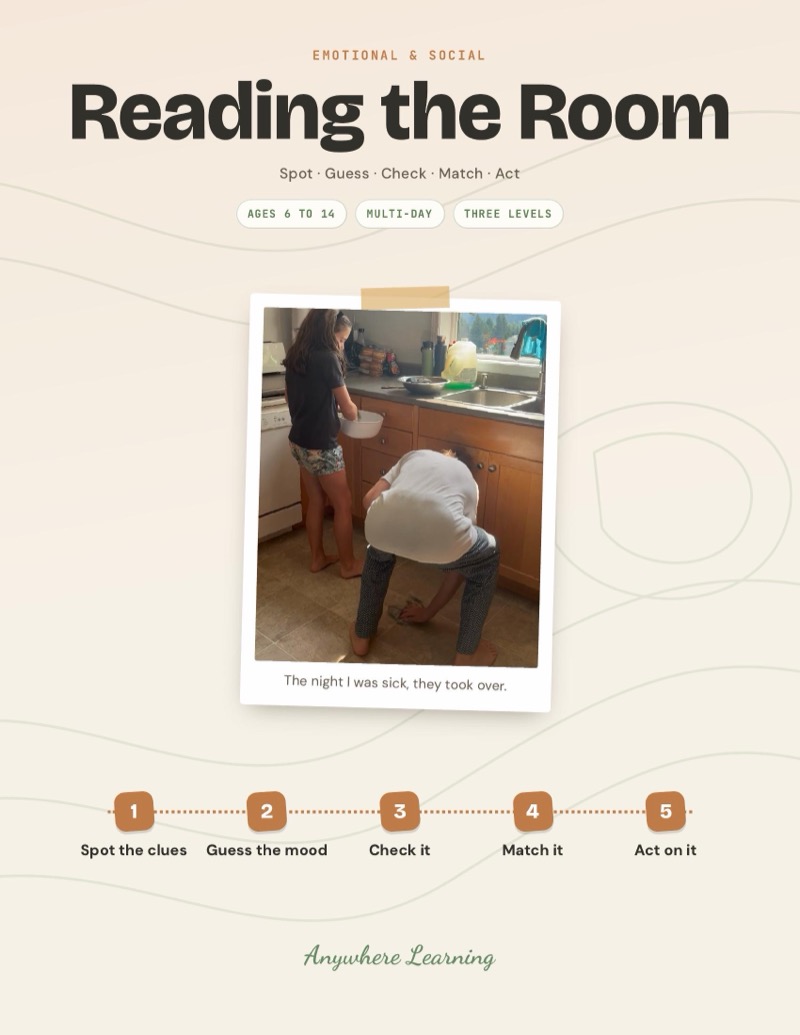 EMOTIONAL & SOCIAL
Reading the Room
Spot · Guess · Check · Match · Act
AGES 6 TO 14
MULTI-DAY
THREE LEVELS
The night I was sick, they took over.
1 2 3 4 5
Spot the clues Guess the mood Check it Match it Act on it
Anywhere Learning